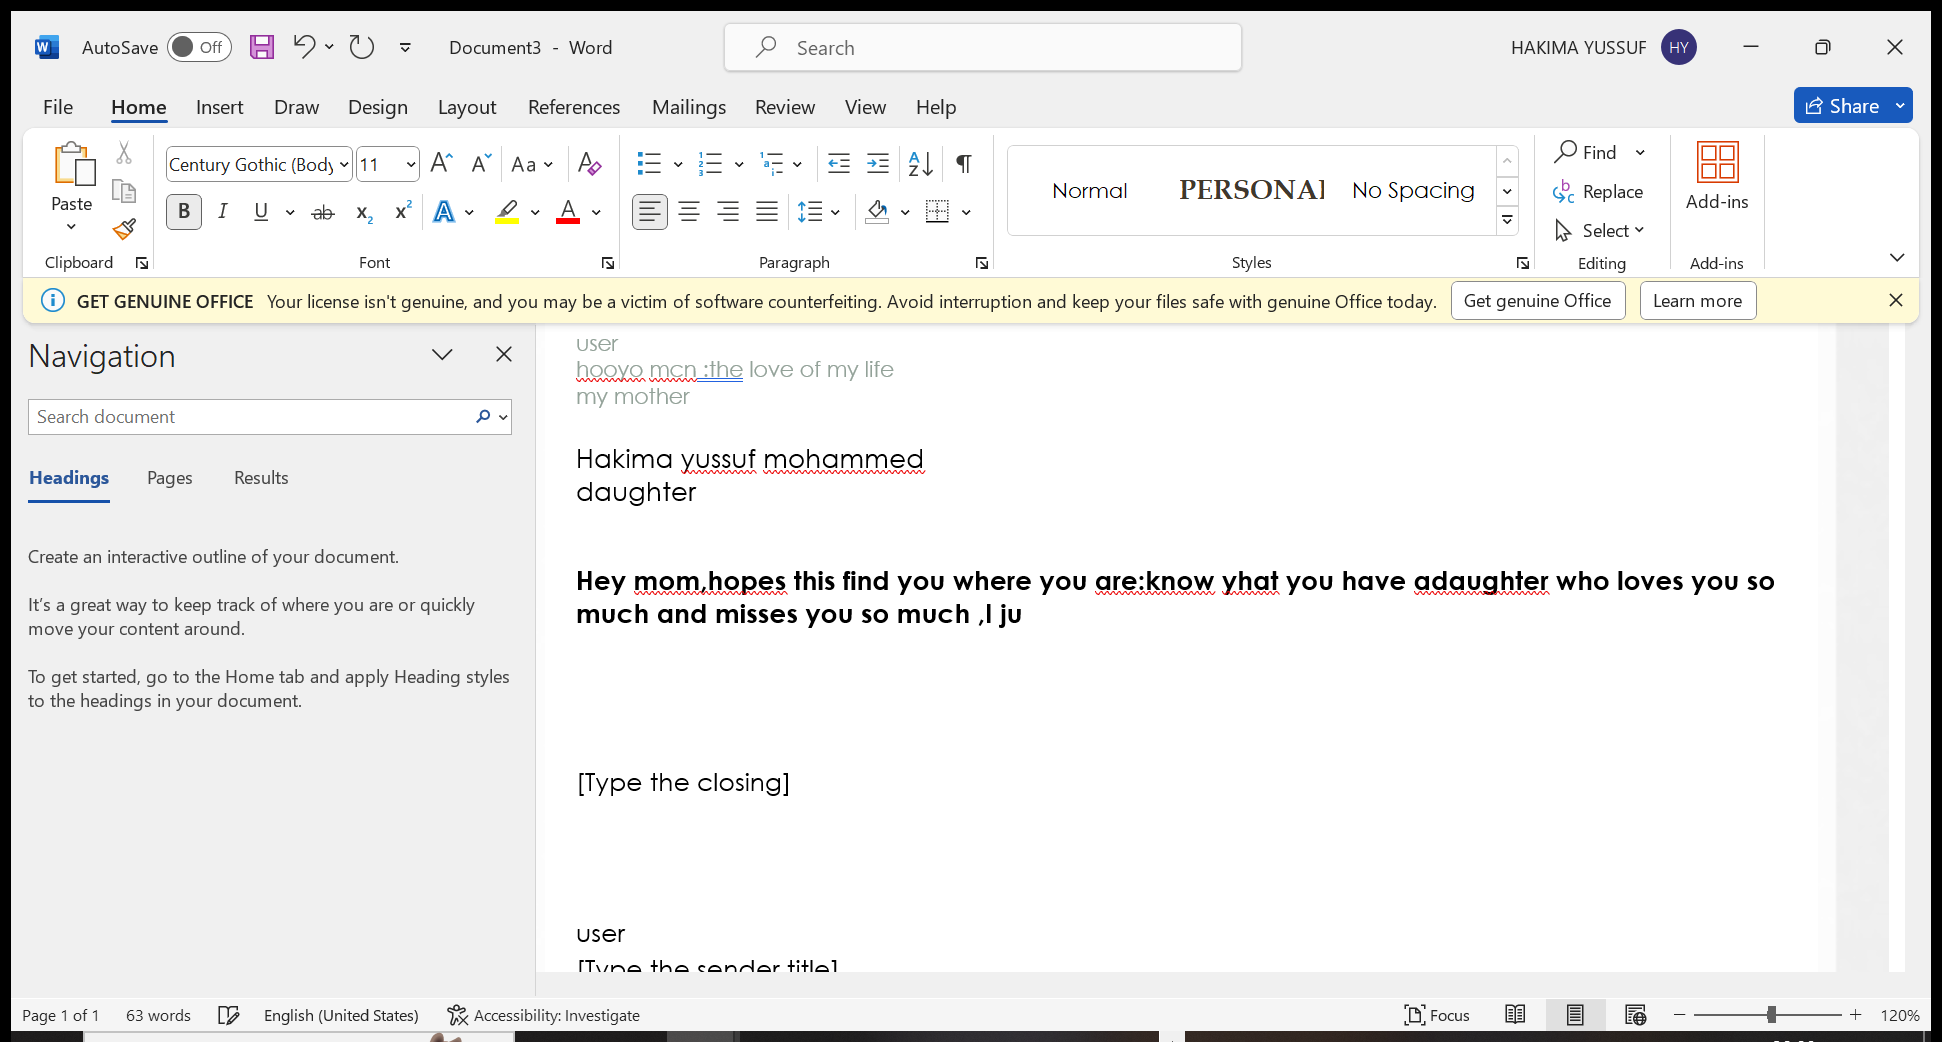 AutoSave Off Document3 - Word Search HAKIMA YUSSUF HY
File Home Insert Draw Design Layout References Mailings Review View Help Share
Paste Century Gothic (Body 11 Aa Normal PERSONAL No Spacing Find Replace Select Add-ins
Clipboard Font Paragraph Styles Editing Add-ins
GET GENUINE OFFICE Your license isn't genuine, and you may be a victim of software counterfeiting. Avoid interruption and keep your files safe with genuine Office today. Get genuine Office Learn more
Navigation
Search document
Headings Pages Results
Create an interactive outline of your document.
It's a great way to keep track of where you are or quickly
move your content around.
To get started, go to the Home tab and apply Heading styles
to the headings in your document.
user
hooyo mcn :the love of my life
my mother
Hakima yussuf mohammed
daughter
Hey mom,hopes this find you where you are:know yhat you have adaughter who loves you so
much and misses you so much ,I ju
[Type the closing]
user
[Type the sender title]
Page 1 of 1 63 words English (United States) Accessibility: Investigate Focus 120%